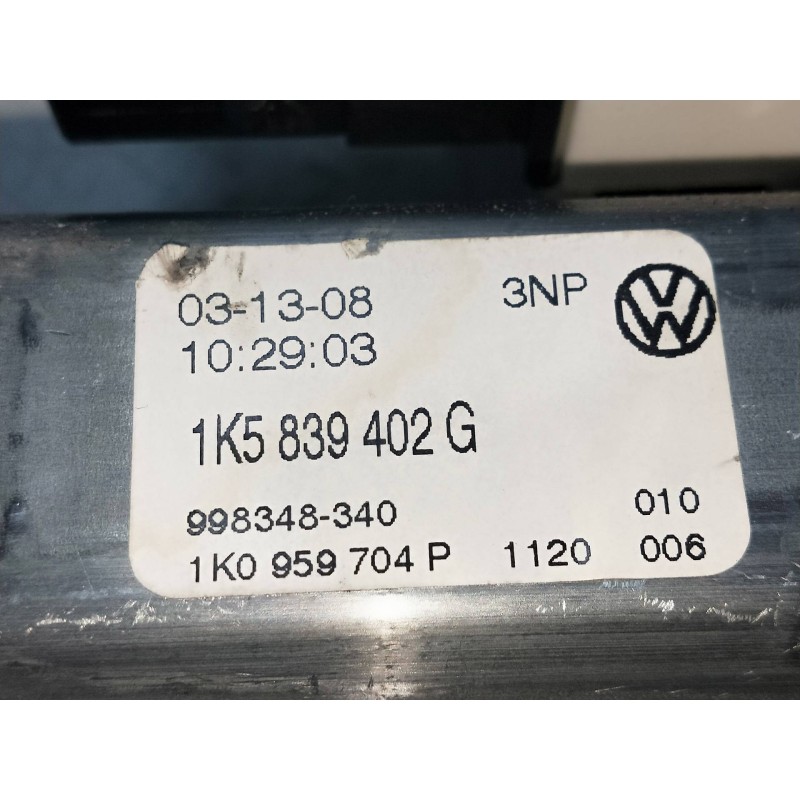 03-13-08 3NP
10:29:03
1K5 839 402 G
998348-340 010
1K0 959 704 P 1120 006